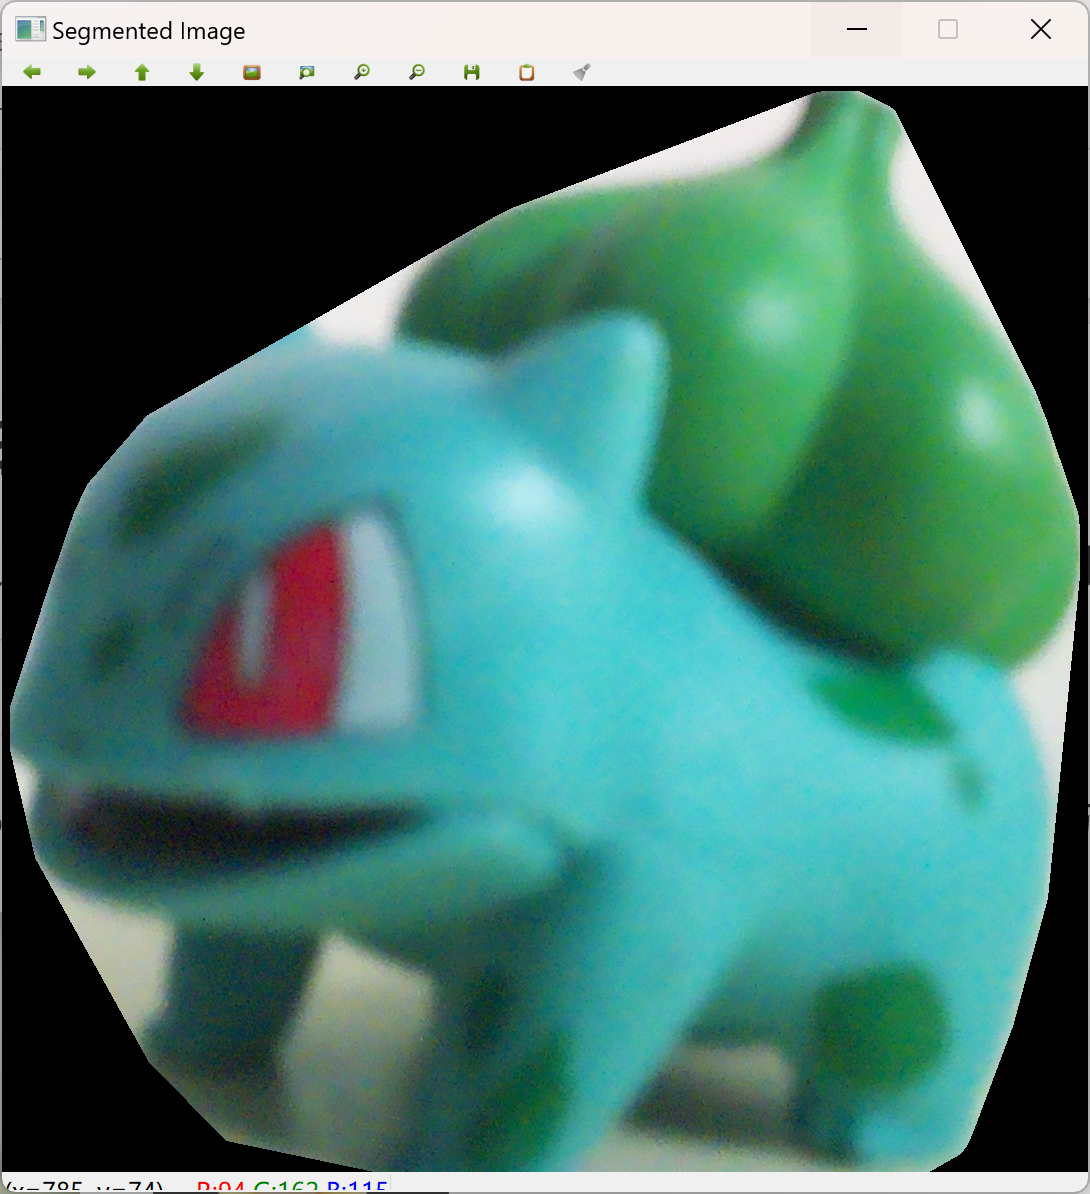 Segmented Image
(x=785, y=74) R:94 G:162 B:115